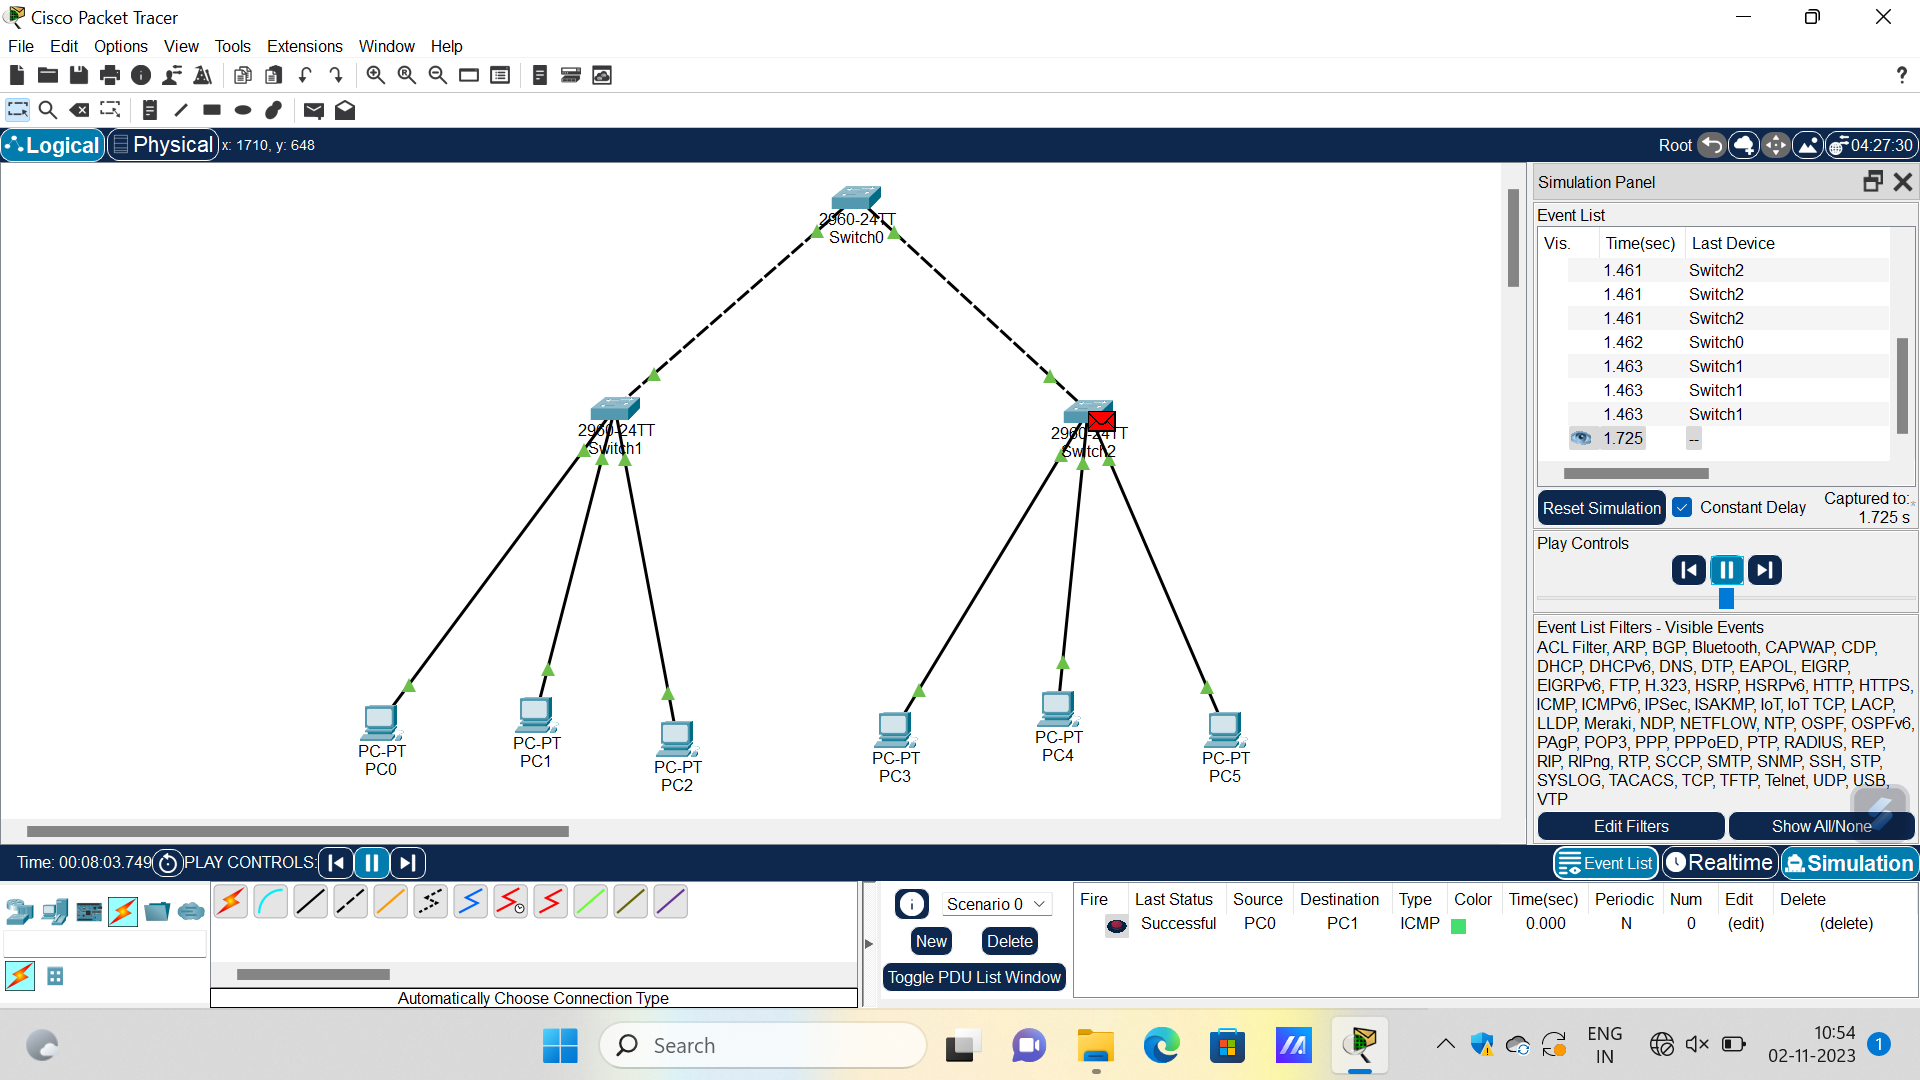 Cisco Packet Tracer
File Edit Options View Tools Extensions Window Help
?
Logical Physical x: 1710, y: 648 Root 04:27:30
2960-24TT
Switch0
2960-24TT
Switch1
2960-24TT
Switch2
PC-PT
PC0
PC-PT
PC1
PC-PT
PC2
PC-PT
PC3
PC-PT
PC4
PC-PT
PC5
Simulation Panel
Event List
Vis. Time(sec) Last Device
1.461 Switch2
1.461 Switch2
1.461 Switch2
1.462 Switch0
1.463 Switch1
1.463 Switch1
1.463 Switch1
1.725 --
Reset Simulation Constant Delay Captured to:
1.725 s
Play Controls
Event List Filters - Visible Events
ACL Filter, ARP, BGP, Bluetooth, CAPWAP, CDP,
DHCP, DHCPv6, DNS, DTP, EAPOL, EIGRP,
EIGRPv6, FTP, H.323, HSRP, HSRPv6, HTTP, HTTPS,
ICMP, ICMPv6, IPSec, ISAKMP, IoT, IoT TCP, LACP,
LLDP, Meraki, NDP, NETFLOW, NTP, OSPF, OSPFv6,
PAgP, POP3, PPP, PPPoED, PTP, RADIUS, REP,
RIP, RIPng, RTP, SCCP, SMTP, SNMP, SSH, STP,
SYSLOG, TACACS, TCP, TFTP, Telnet, UDP, USB,
VTP
Edit Filters Show All/None
Time: 00:08:03.749 PLAY CONTROLS: Event List Realtime Simulation
Automatically Choose Connection Type
Scenario 0
New Delete
Toggle PDU List Window
Fire Last Status Source Destination Type Color Time(sec) Periodic Num Edit Delete
Successful PC0 PC1 ICMP 0.000 N 0 (edit) (delete)
Search
ENG
IN
10:54
02-11-2023
1